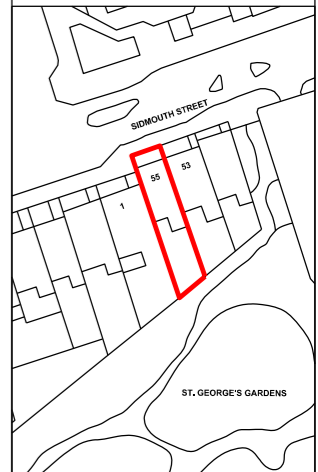 SIDMOUTH STREET
53
55
1
ST. GEORGE'S GARDENS